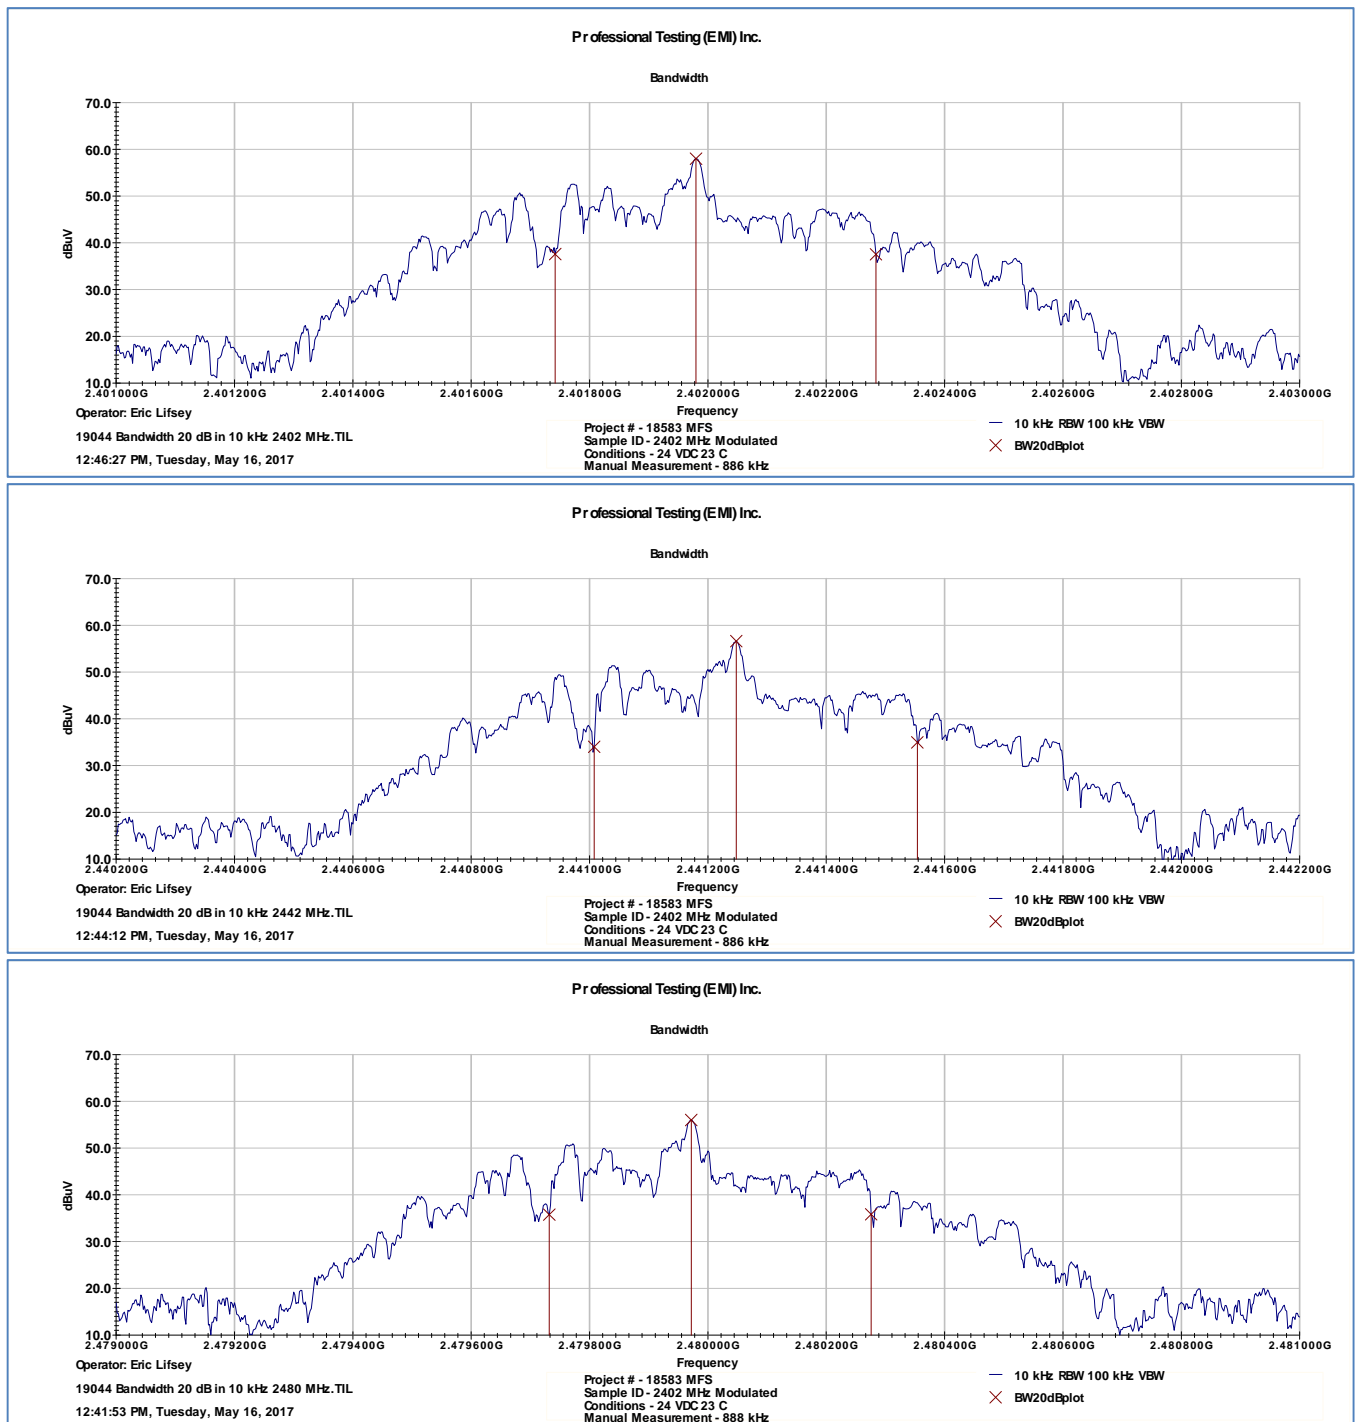 Professional Testing (EMI) Inc.
Bandwidth
70.0
60.0
50.0
40.0
30.0
20.0
10.0
dBuV
2.401000G 2.401200G 2.401400G 2.401600G 2.401800G 2.402000G 2.402200G 2.402400G 2.402600G 2.402800G 2.403000G
Frequency
Operator: Eric Lifsey
19044 Bandwidth 20 dB in 10 kHz 2402 MHz.TIL
12:46:27 PM, Tuesday, May 16, 2017
Project # - 18583 MFS
Sample ID - 2402 MHz Modulated
Conditions - 24 VDC 23 C
Manual Measurement - 886 kHz
10 kHz RBW 100 kHz VBW
BW20dBplot
Professional Testing (EMI) Inc.
Bandwidth
70.0
60.0
50.0
40.0
30.0
20.0
10.0
dBuV
2.440200G 2.440400G 2.440600G 2.440800G 2.441000G 2.441200G 2.441400G 2.441600G 2.441800G 2.442000G 2.442200G
Frequency
Operator: Eric Lifsey
19044 Bandwidth 20 dB in 10 kHz 2442 MHz.TIL
12:44:12 PM, Tuesday, May 16, 2017
Project # - 18583 MFS
Sample ID - 2402 MHz Modulated
Conditions - 24 VDC 23 C
Manual Measurement - 886 kHz
10 kHz RBW 100 kHz VBW
BW20dBplot
Professional Testing (EMI) Inc.
Bandwidth
70.0
60.0
50.0
40.0
30.0
20.0
10.0
dBuV
2.479000G 2.479200G 2.479400G 2.479600G 2.479800G 2.480000G 2.480200G 2.480400G 2.480600G 2.480800G 2.481000G
Frequency
Operator: Eric Lifsey
19044 Bandwidth 20 dB in 10 kHz 2480 MHz.TIL
12:41:53 PM, Tuesday, May 16, 2017
Project # - 18583 MFS
Sample ID - 2402 MHz Modulated
Conditions - 24 VDC 23 C
Manual Measurement - 888 kHz
10 kHz RBW 100 kHz VBW
BW20dBplot